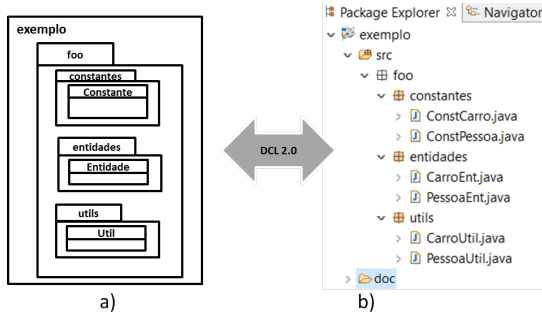 exemplo
foo
constantes
Constante
entidades
Entidade
utils
Util
a)
DCL 2.0
Package Explorer Navigator
exemplo
src
foo
constantes
ConstCarro.java
ConstPessoa.java
entidades
CarroEnt.java
PessoaEnt.java
utils
CarroUtil.java
PessoaUtil.java
doc
b)